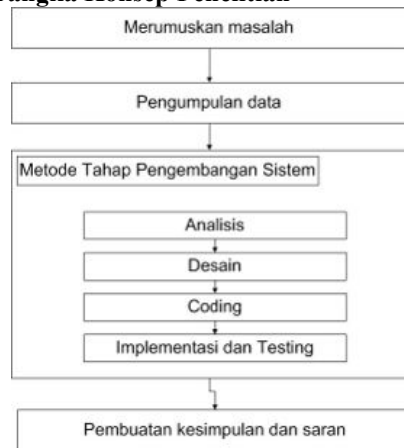 Konsep Penelitian
Merumuskan masalah
Pengumpulan data
Metode Tahap Pengembangan Sistem
Analisis
Desain
Coding
Implementasi dan Testing
Pembuatan kesimpulan dan saran